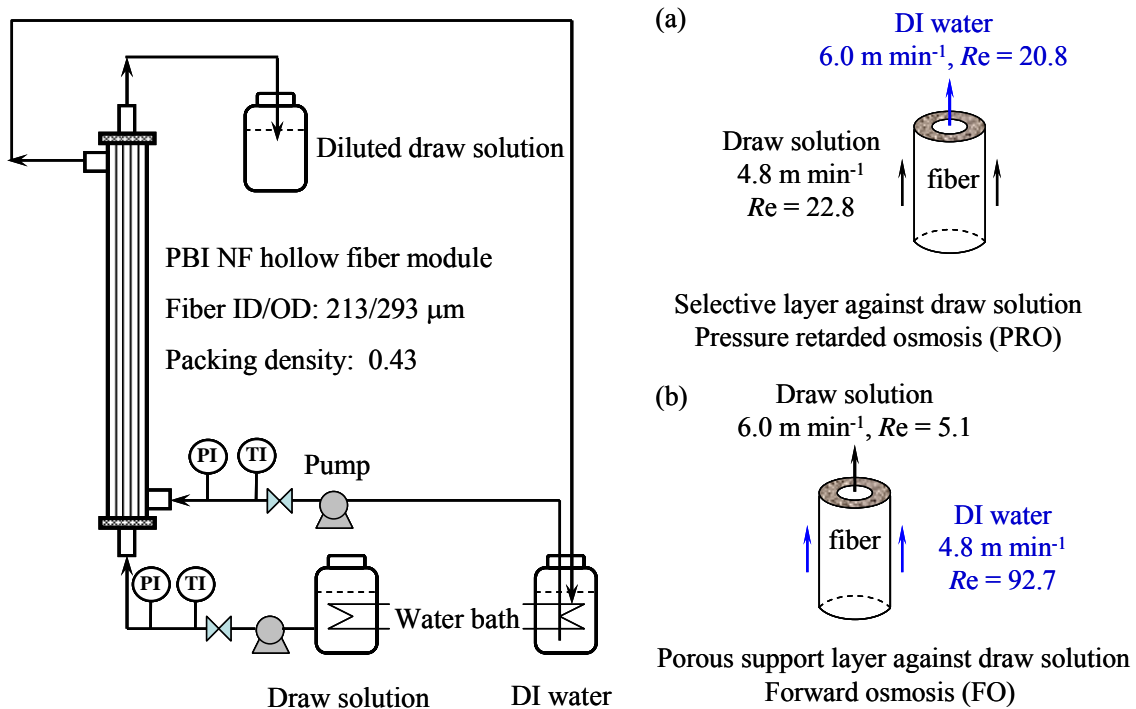 Diluted draw solution
PBI NF hollow fiber module
Fiber ID/OD: 213/293 μm
Packing density: 0.43
PI
TI
Pump
PI
TI
Water bath
Draw solution
DI water
(a)
DI water
6.0 m min⁻¹, Re = 20.8
Draw solution
4.8 m min⁻¹
Re = 22.8
fiber
Selective layer against draw solution
Pressure retarded osmosis (PRO)
(b)
Draw solution
6.0 m min⁻¹, Re = 5.1
fiber
DI water
4.8 m min⁻¹
Re = 92.7
Porous support layer against draw solution
Forward osmosis (FO)